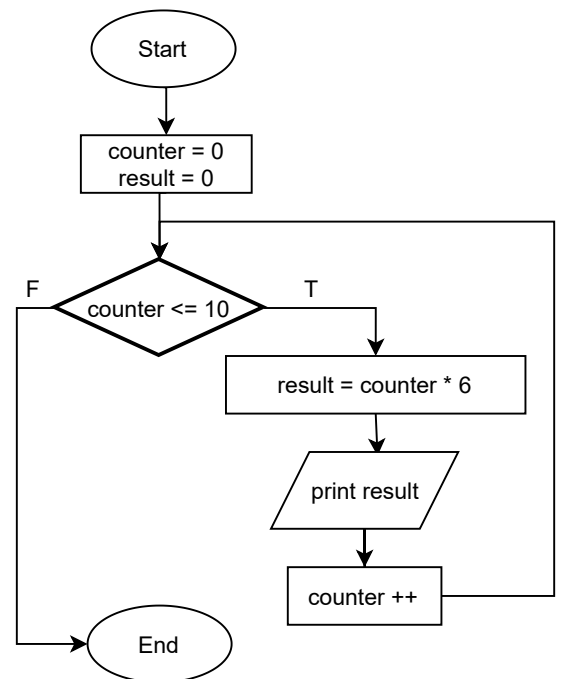 Start
counter = 0
result = 0
F
T
counter <= 10
result = counter * 6
print result
counter ++
End